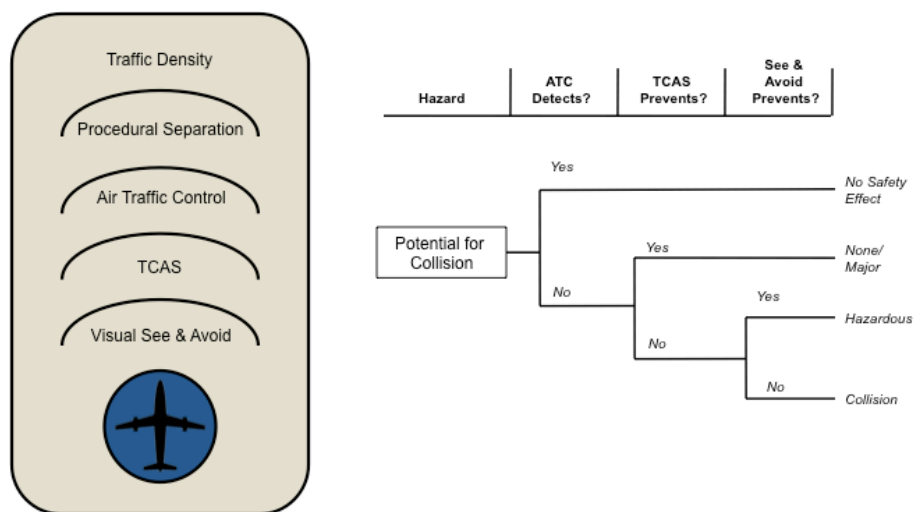 Traffic Density
Procedural Separation
Air Traffic Control
TCAS
Visual See & Avoid
Hazard
ATC
Detects?
TCAS
Prevents?
See &
Avoid
Prevents?
Yes
No Safety
Effect
Potential for
Collision
Yes
None/
Major
No
Yes
Hazardous
No
No
Collision